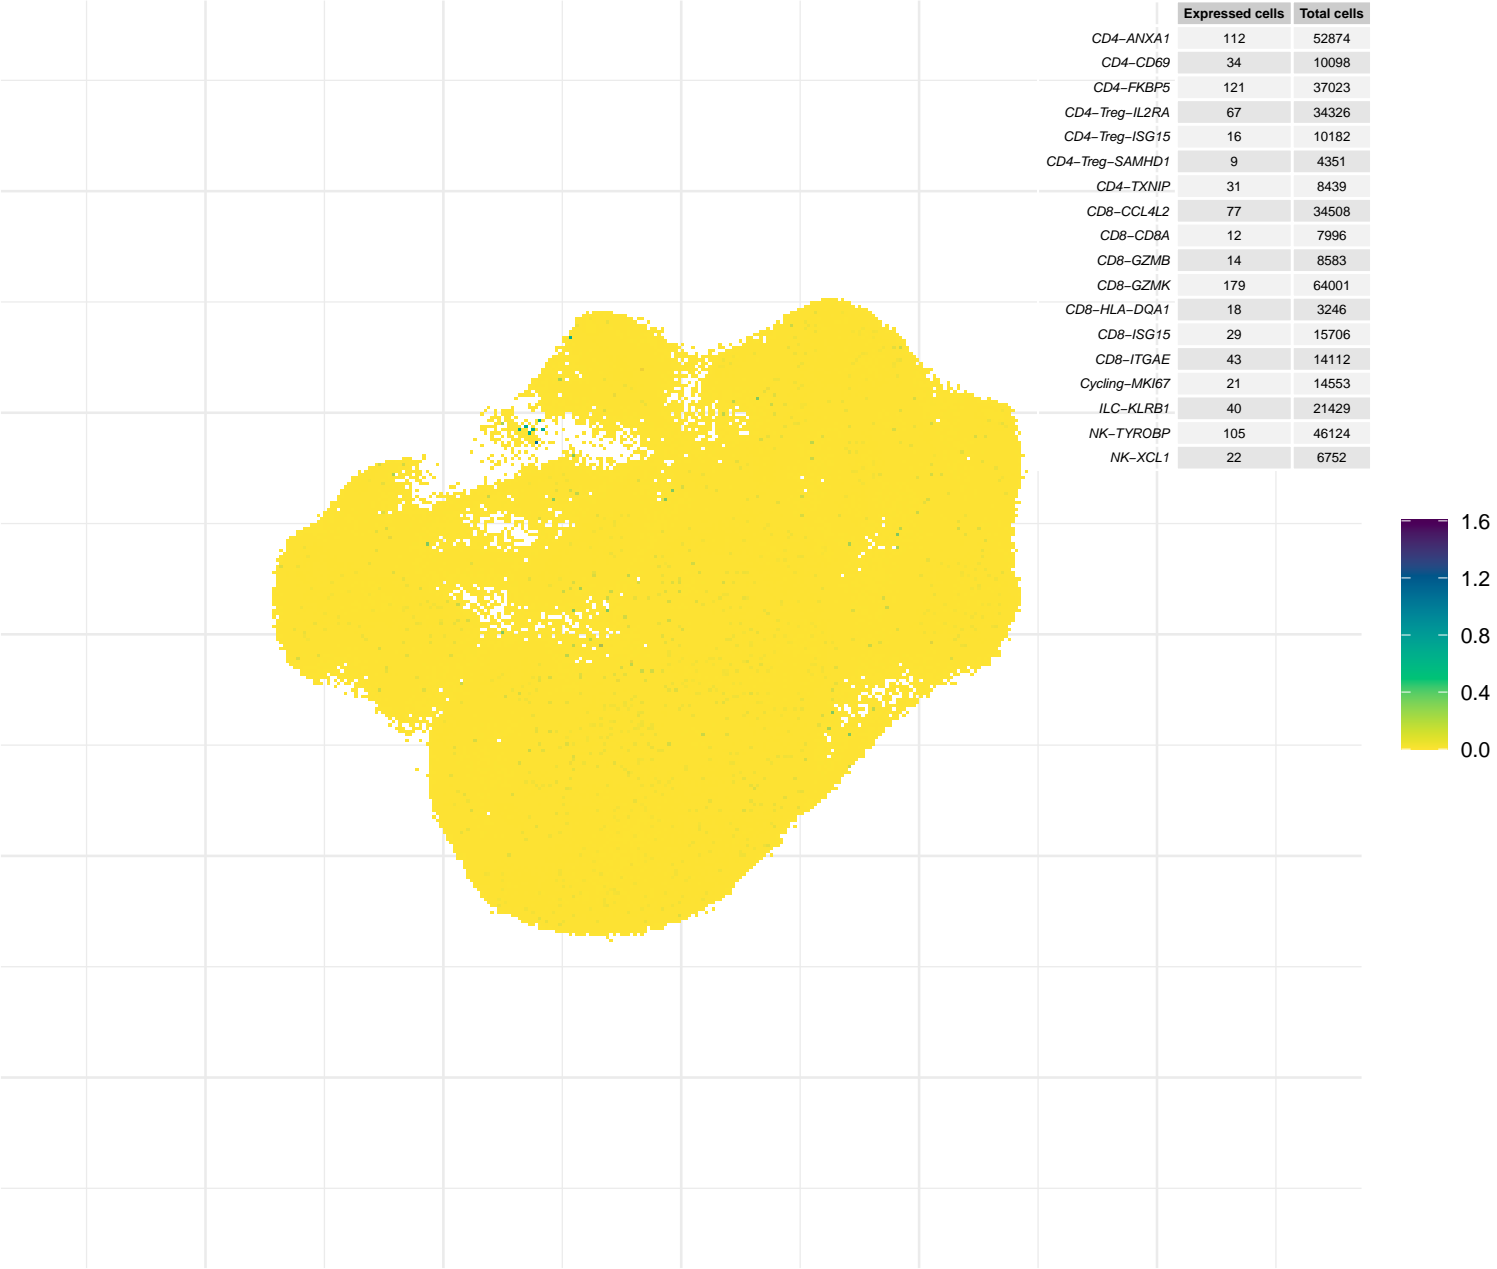 Expressed cells Total cells
CD4−ANXA1 112 52874
CD4−CD69 34 10098
CD4−FKBP5 121 37023
CD4−Treg−IL2RA 67 34326
CD4−Treg−ISG15 16 10182
CD4−Treg−SAMHD1 9 4351
CD4−TXNIP 31 8439
CD8−CCL4L2 77 34508
CD8−CD8A 12 7996
CD8−GZMB 14 8583
CD8−GZMK 179 64001
CD8−HLA−DQA1 18 3246
CD8−ISG15 29 15706
CD8−ITGAE 43 14112
Cycling−MKI67 21 14553
ILC−KLRB1 40 21429
NK−TYROBP 105 46124
NK−XCL1 22 6752
1.6
1.2
0.8
0.4
0.0